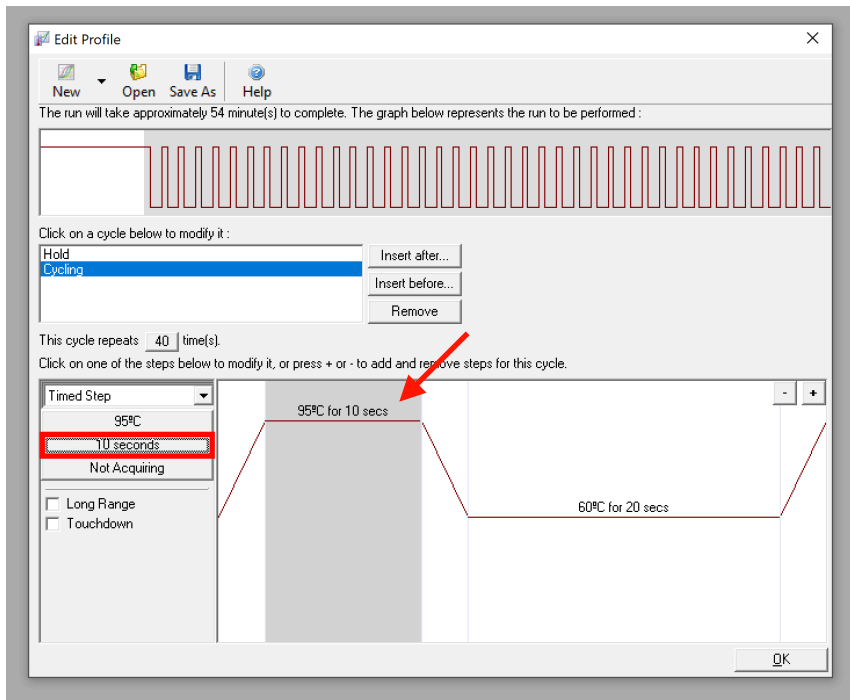 Edit Profile
New Open Save As Help
The run will take approximately 54 minute(s) to complete. The graph below represents the run to be performed :
Click on a cycle below to modify it :
Hold
Cycling
Insert after...
Insert before...
Remove
This cycle repeats 40 time(s).
Click on one of the steps below to modify it, or press + or - to add and remove steps for this cycle.
Timed Step
95ºC
10 seconds
Not Acquiring
Long Range
Touchdown
95ºC for 10 secs
60ºC for 20 secs
- +
OK